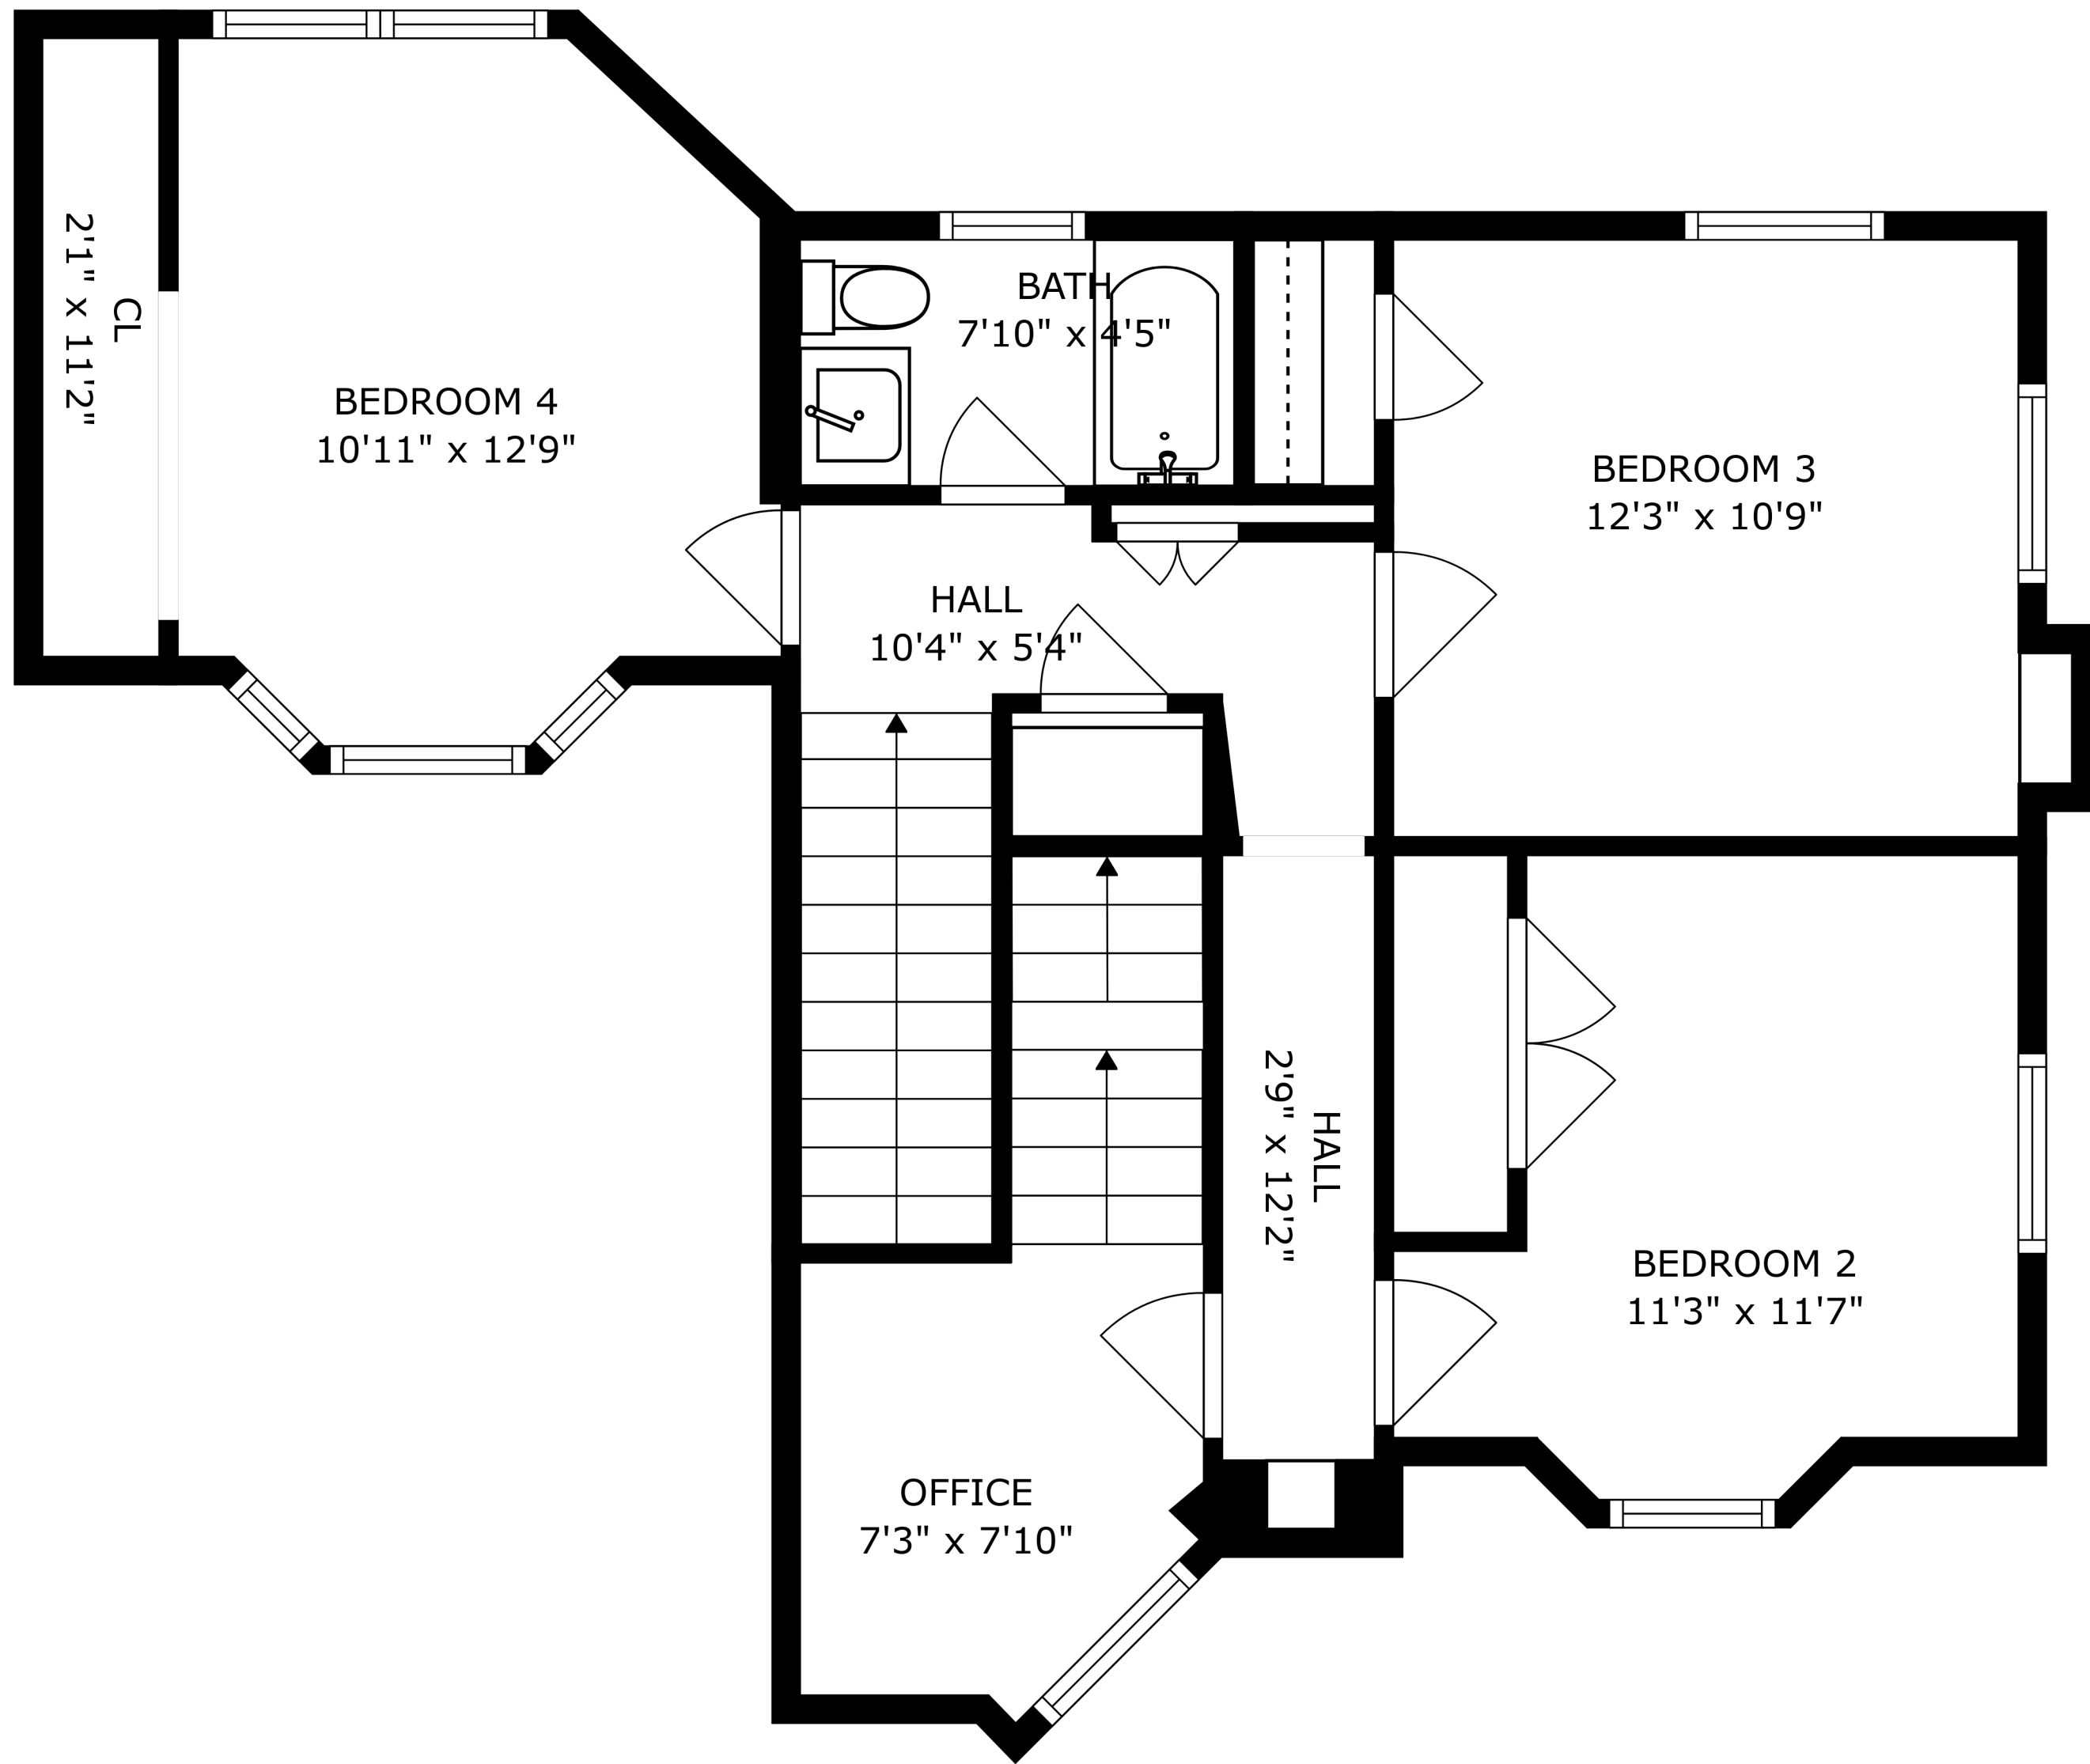 CL
2'1" x 11'2"
BEDROOM 4
10'11" x 12'9"
BATH
7'10" x 4'5"
BEDROOM 3
12'3" x 10'9"
HALL
10'4" x 5'4"
HALL
2'9" x 12'2"
BEDROOM 2
11'3" x 11'7"
OFFICE
7'3" x 7'10"